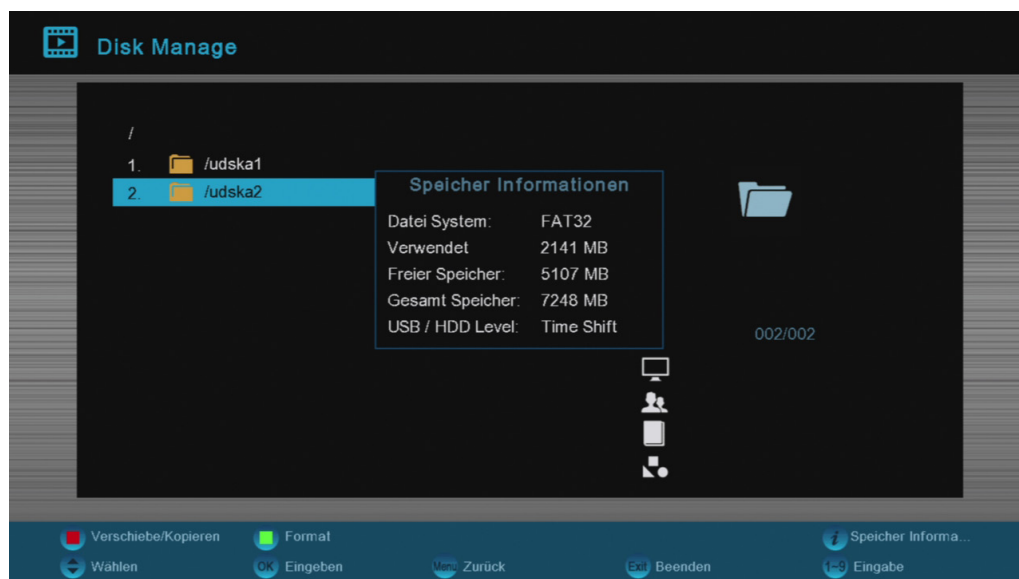 Disk Manage
/
1. /udska1
2. /udska2
Speicher Informationen
Datei System: FAT32
Verwendet 2141 MB
Freier Speicher: 5107 MB
Gesamt Speicher: 7248 MB
USB / HDD Level: Time Shift
002/002
Verschiebe/Kopieren Format i Speicher Informa...
Wählen OK Eingeben Menu Zurück Exit Beenden 1~9 Eingabe